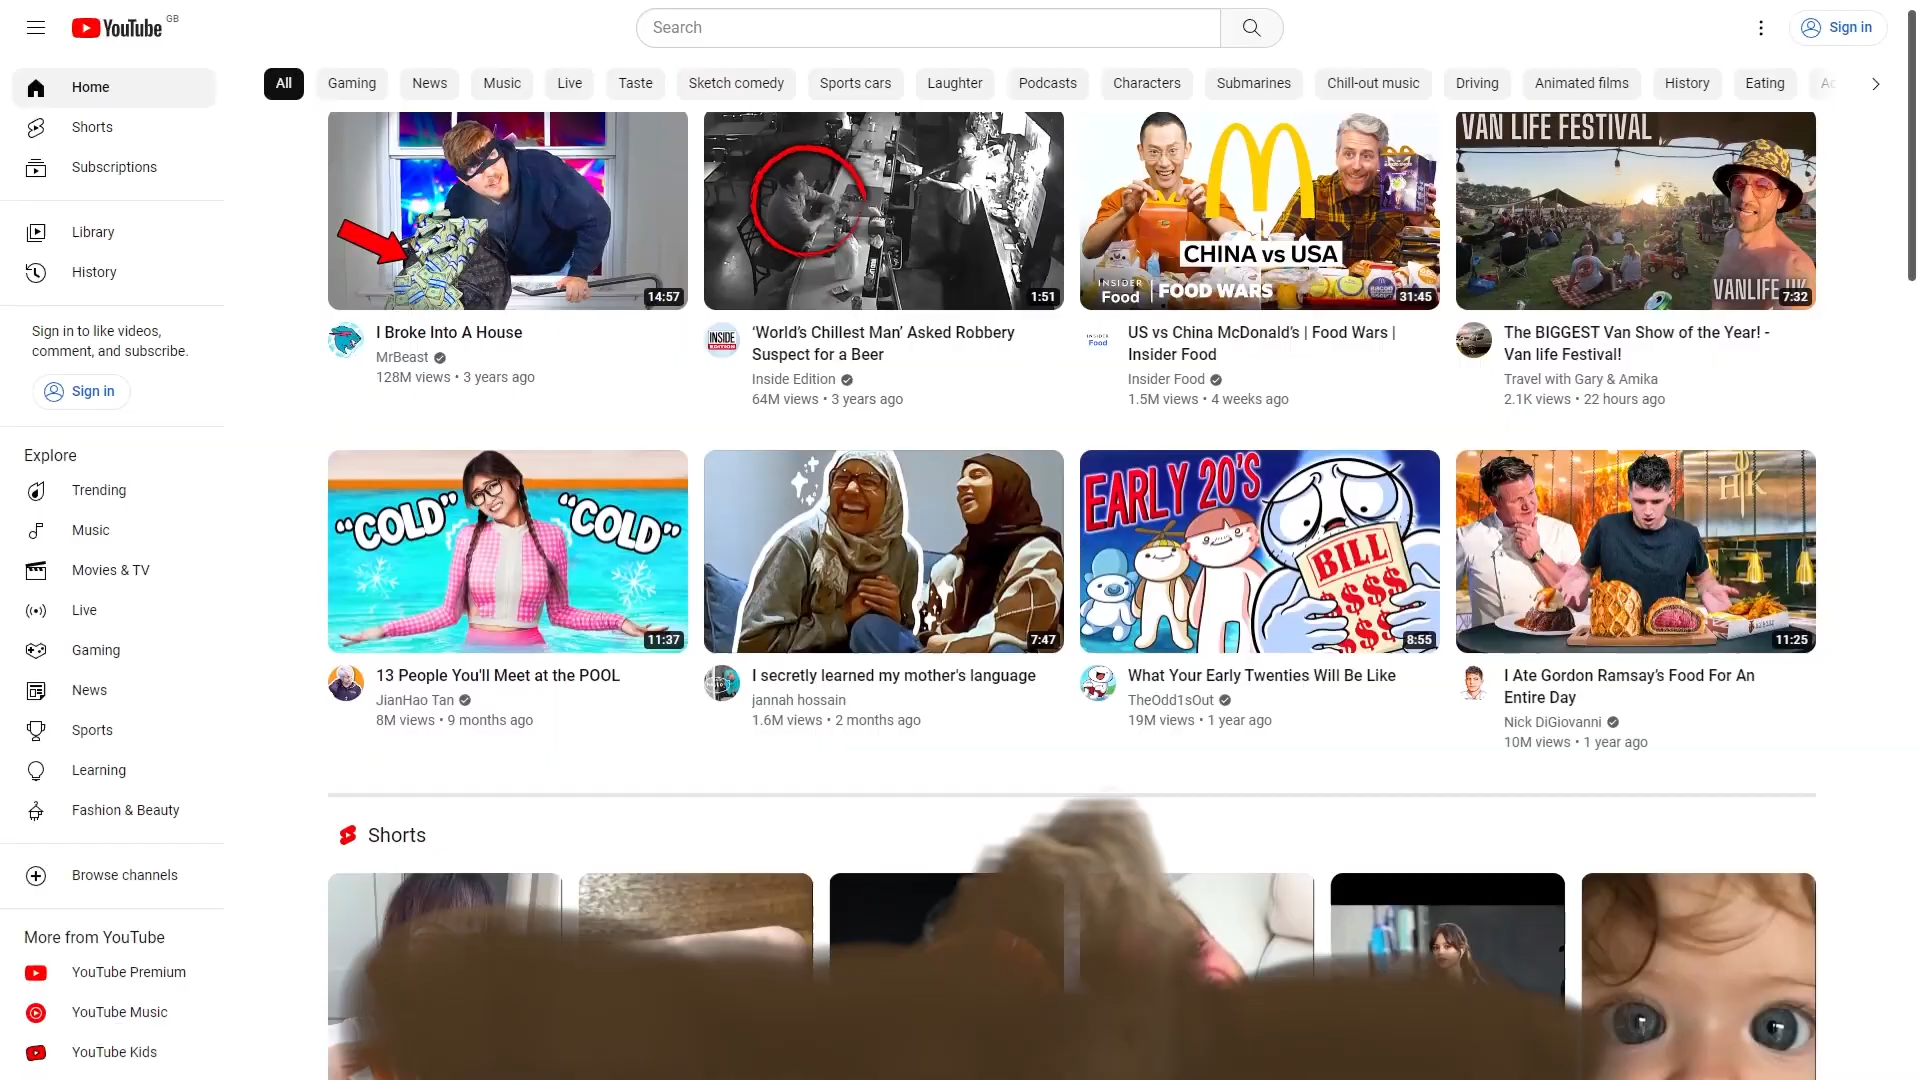 YouTube GB
Search
Sign in
Home
Shorts
Subscriptions
Library
History
Sign in to like videos,
comment, and subscribe.
Sign in
Explore
Trending
Music
Movies & TV
Live
Gaming
News
Sports
Learning
Fashion & Beauty
Browse channels
More from YouTube
YouTube Premium
YouTube Music
YouTube Kids
All Gaming News Music Live Taste Sketch comedy Sports cars Laughter Podcasts Characters Submarines Chill-out music Driving Animated films History Eating
14:57
I Broke Into A House
MrBeast
128M views • 3 years ago
1:51
INSIDE
EDITION
‘World’s Chillest Man’ Asked Robbery
Suspect for a Beer
Inside Edition
64M views • 3 years ago
CHINA vs USA
INSIDER
Food | FOOD WARS
31:45
INSIDER
Food
US vs China McDonald’s | Food Wars |
Insider Food
Insider Food
1.5M views • 4 weeks ago
VAN LIFE FESTIVAL
VANLIFE UK
7:32
The BIGGEST Van Show of the Year! -
Van life Festival!
Travel with Gary & Amika
2.1K views • 22 hours ago
“COLD” “COLD”
11:37
13 People You'll Meet at the POOL
JianHao Tan
8M views • 9 months ago
7:47
I secretly learned my mother's language
jannah hossain
1.6M views • 2 months ago
EARLY 20'S
BILL
$$$
$$$
$$
8:55
What Your Early Twenties Will Be Like
TheOdd1sOut
19M views • 1 year ago
HK
11:25
I Ate Gordon Ramsay’s Food For An
Entire Day
Nick DiGiovanni
10M views • 1 year ago
Shorts